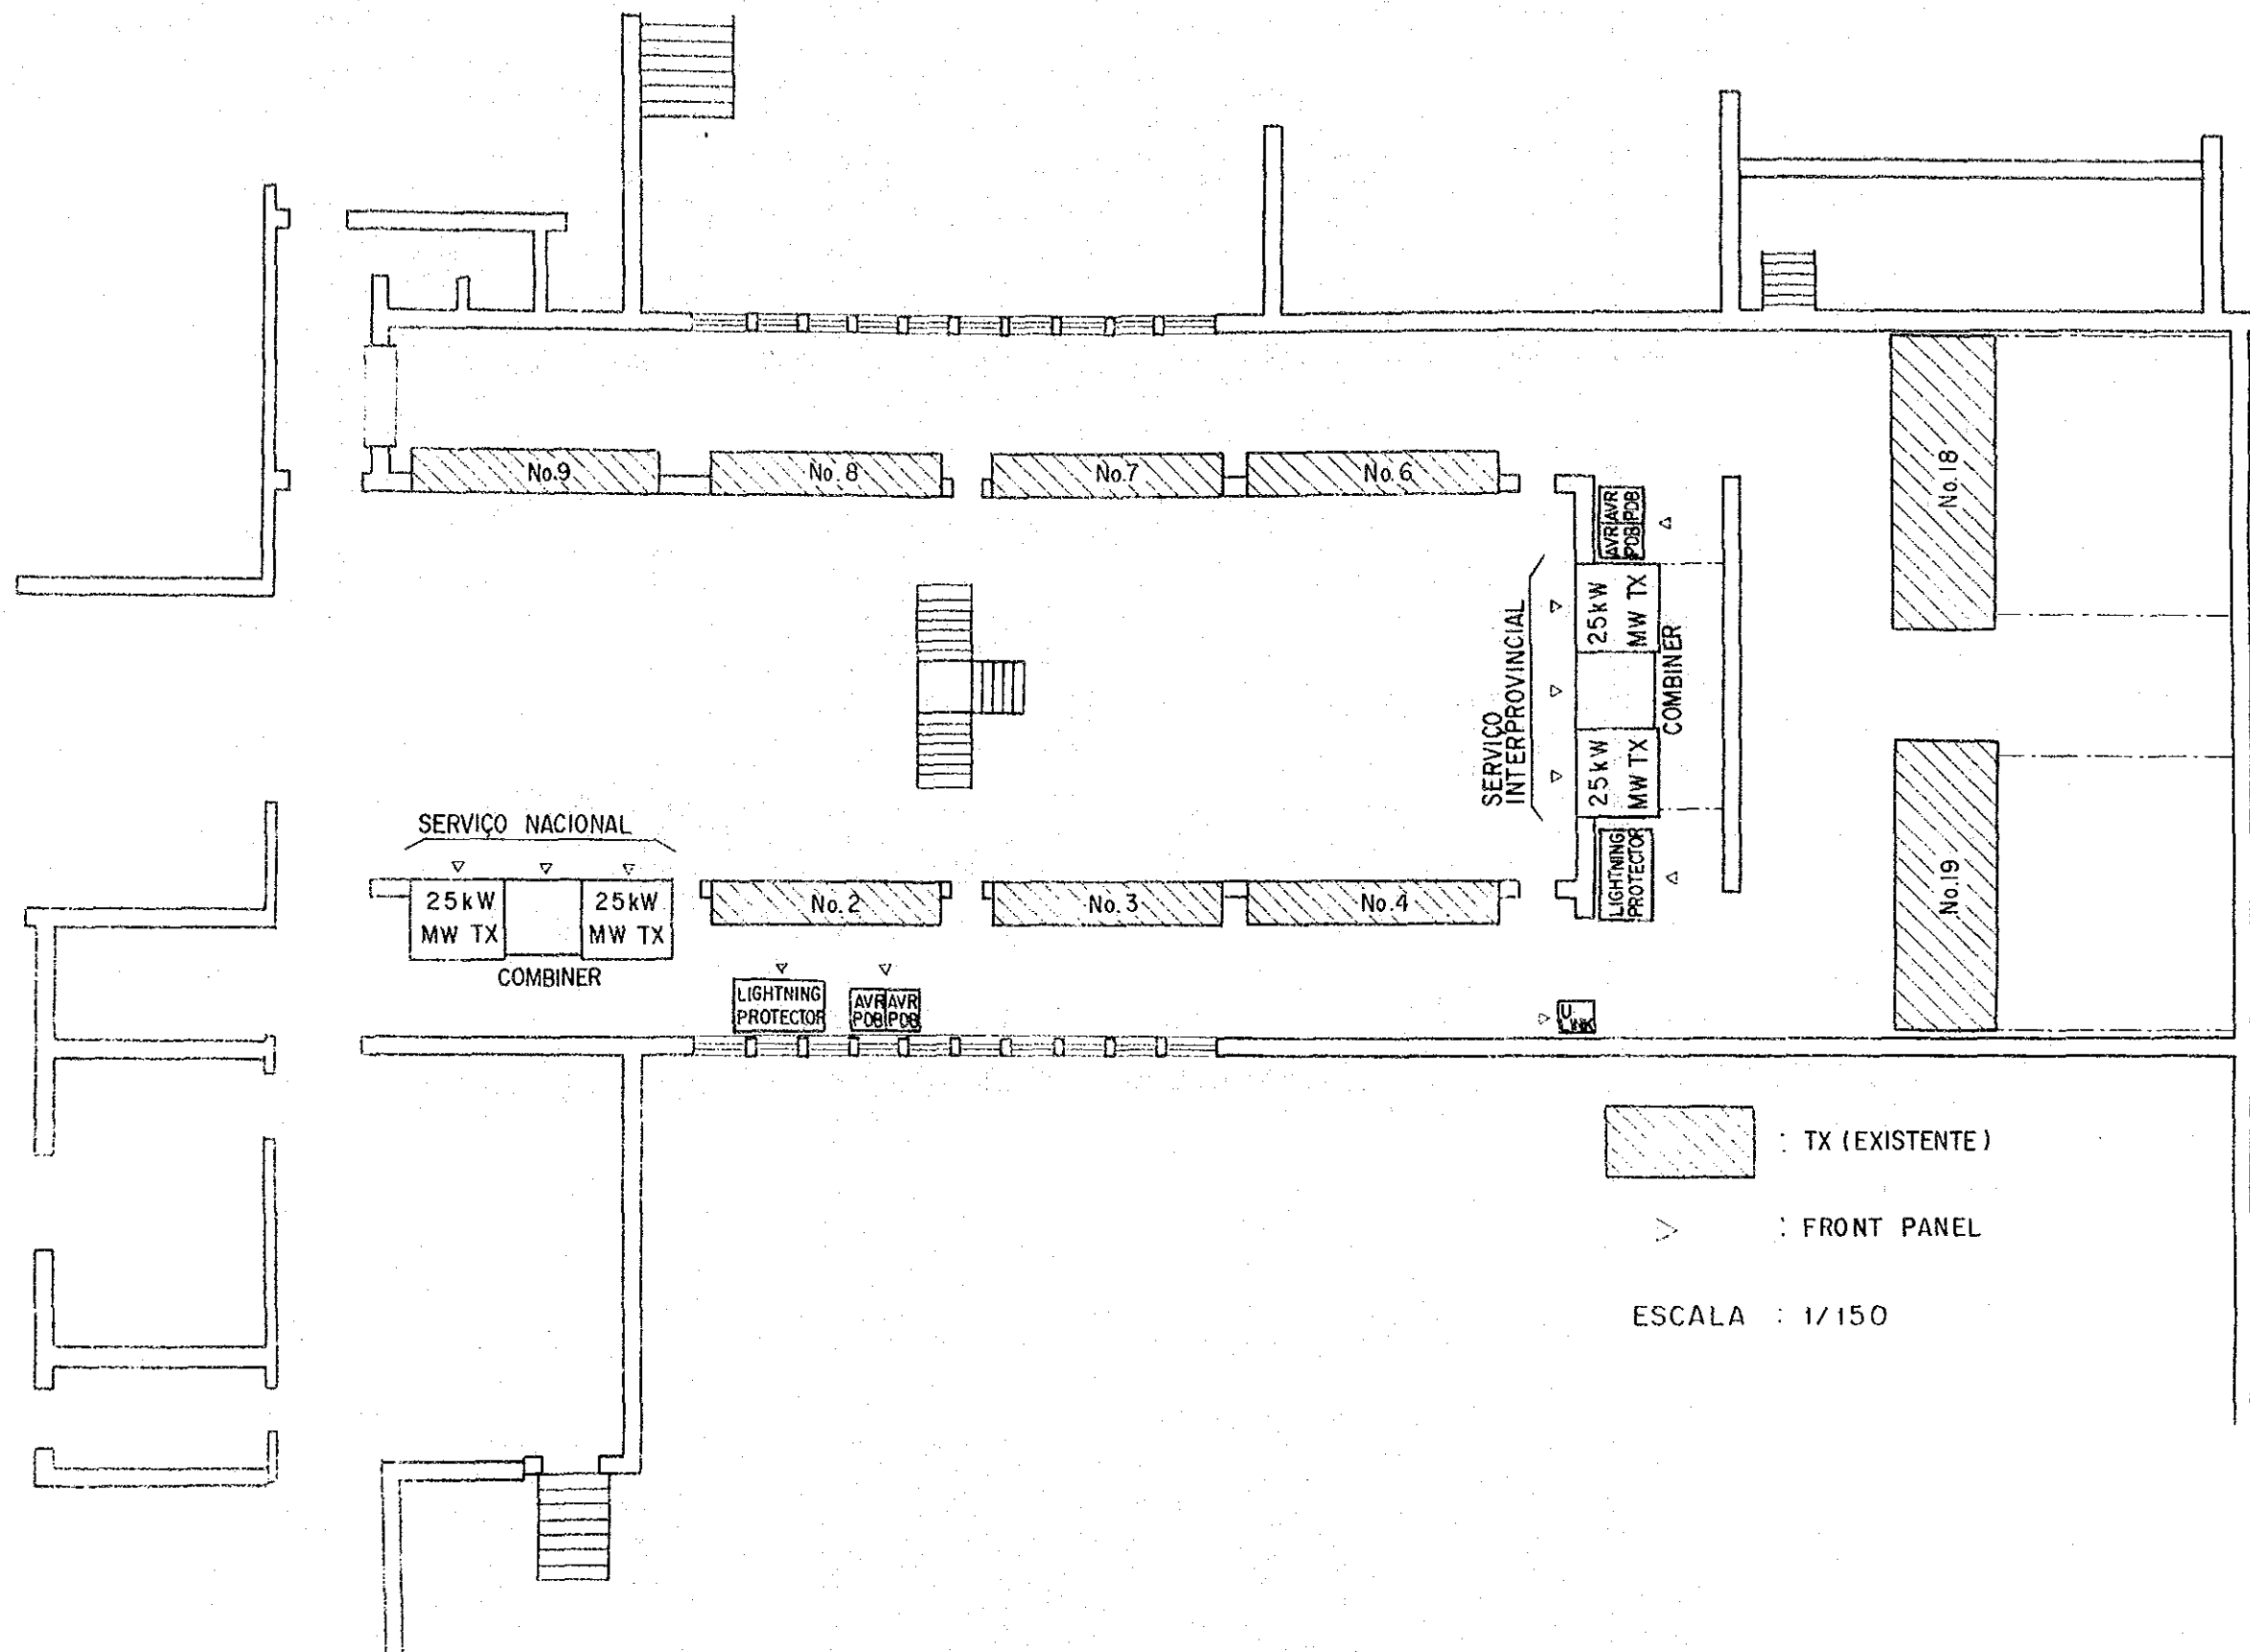 No.9
No.8
No.7
No.6
No.18
AVR AVR
PDB PDB
SERVIÇO
INTERPROVINCIAL
25kW
MW TX
COMBINER
25kW
MW TX
LIGHTNING
PROTECTOR
No.19
SERVIÇO NACIONAL
25kW
MW TX
25kW
MW TX
COMBINER
No.2
No.3
No.4
LIGHTNING
PROTECTOR
AVR AVR
PDB PDB
U
LINK
: TX (EXISTENTE)
: FRONT PANEL
ESCALA : 1/150